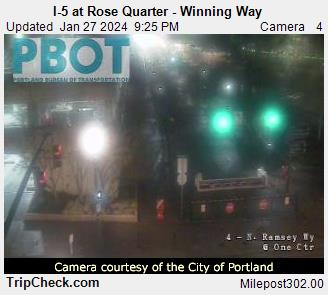 I-5 at Rose Quarter - Winning Way
Updated Jan 27 2024 9:25 PM Camera 4
PBOT
PORTLAND BUREAU OF TRANSPORTATION
4 - N. Ramsey Wy
@ One Ctr
Camera courtesy of the City of Portland
TripCheck.com Milepost302.00